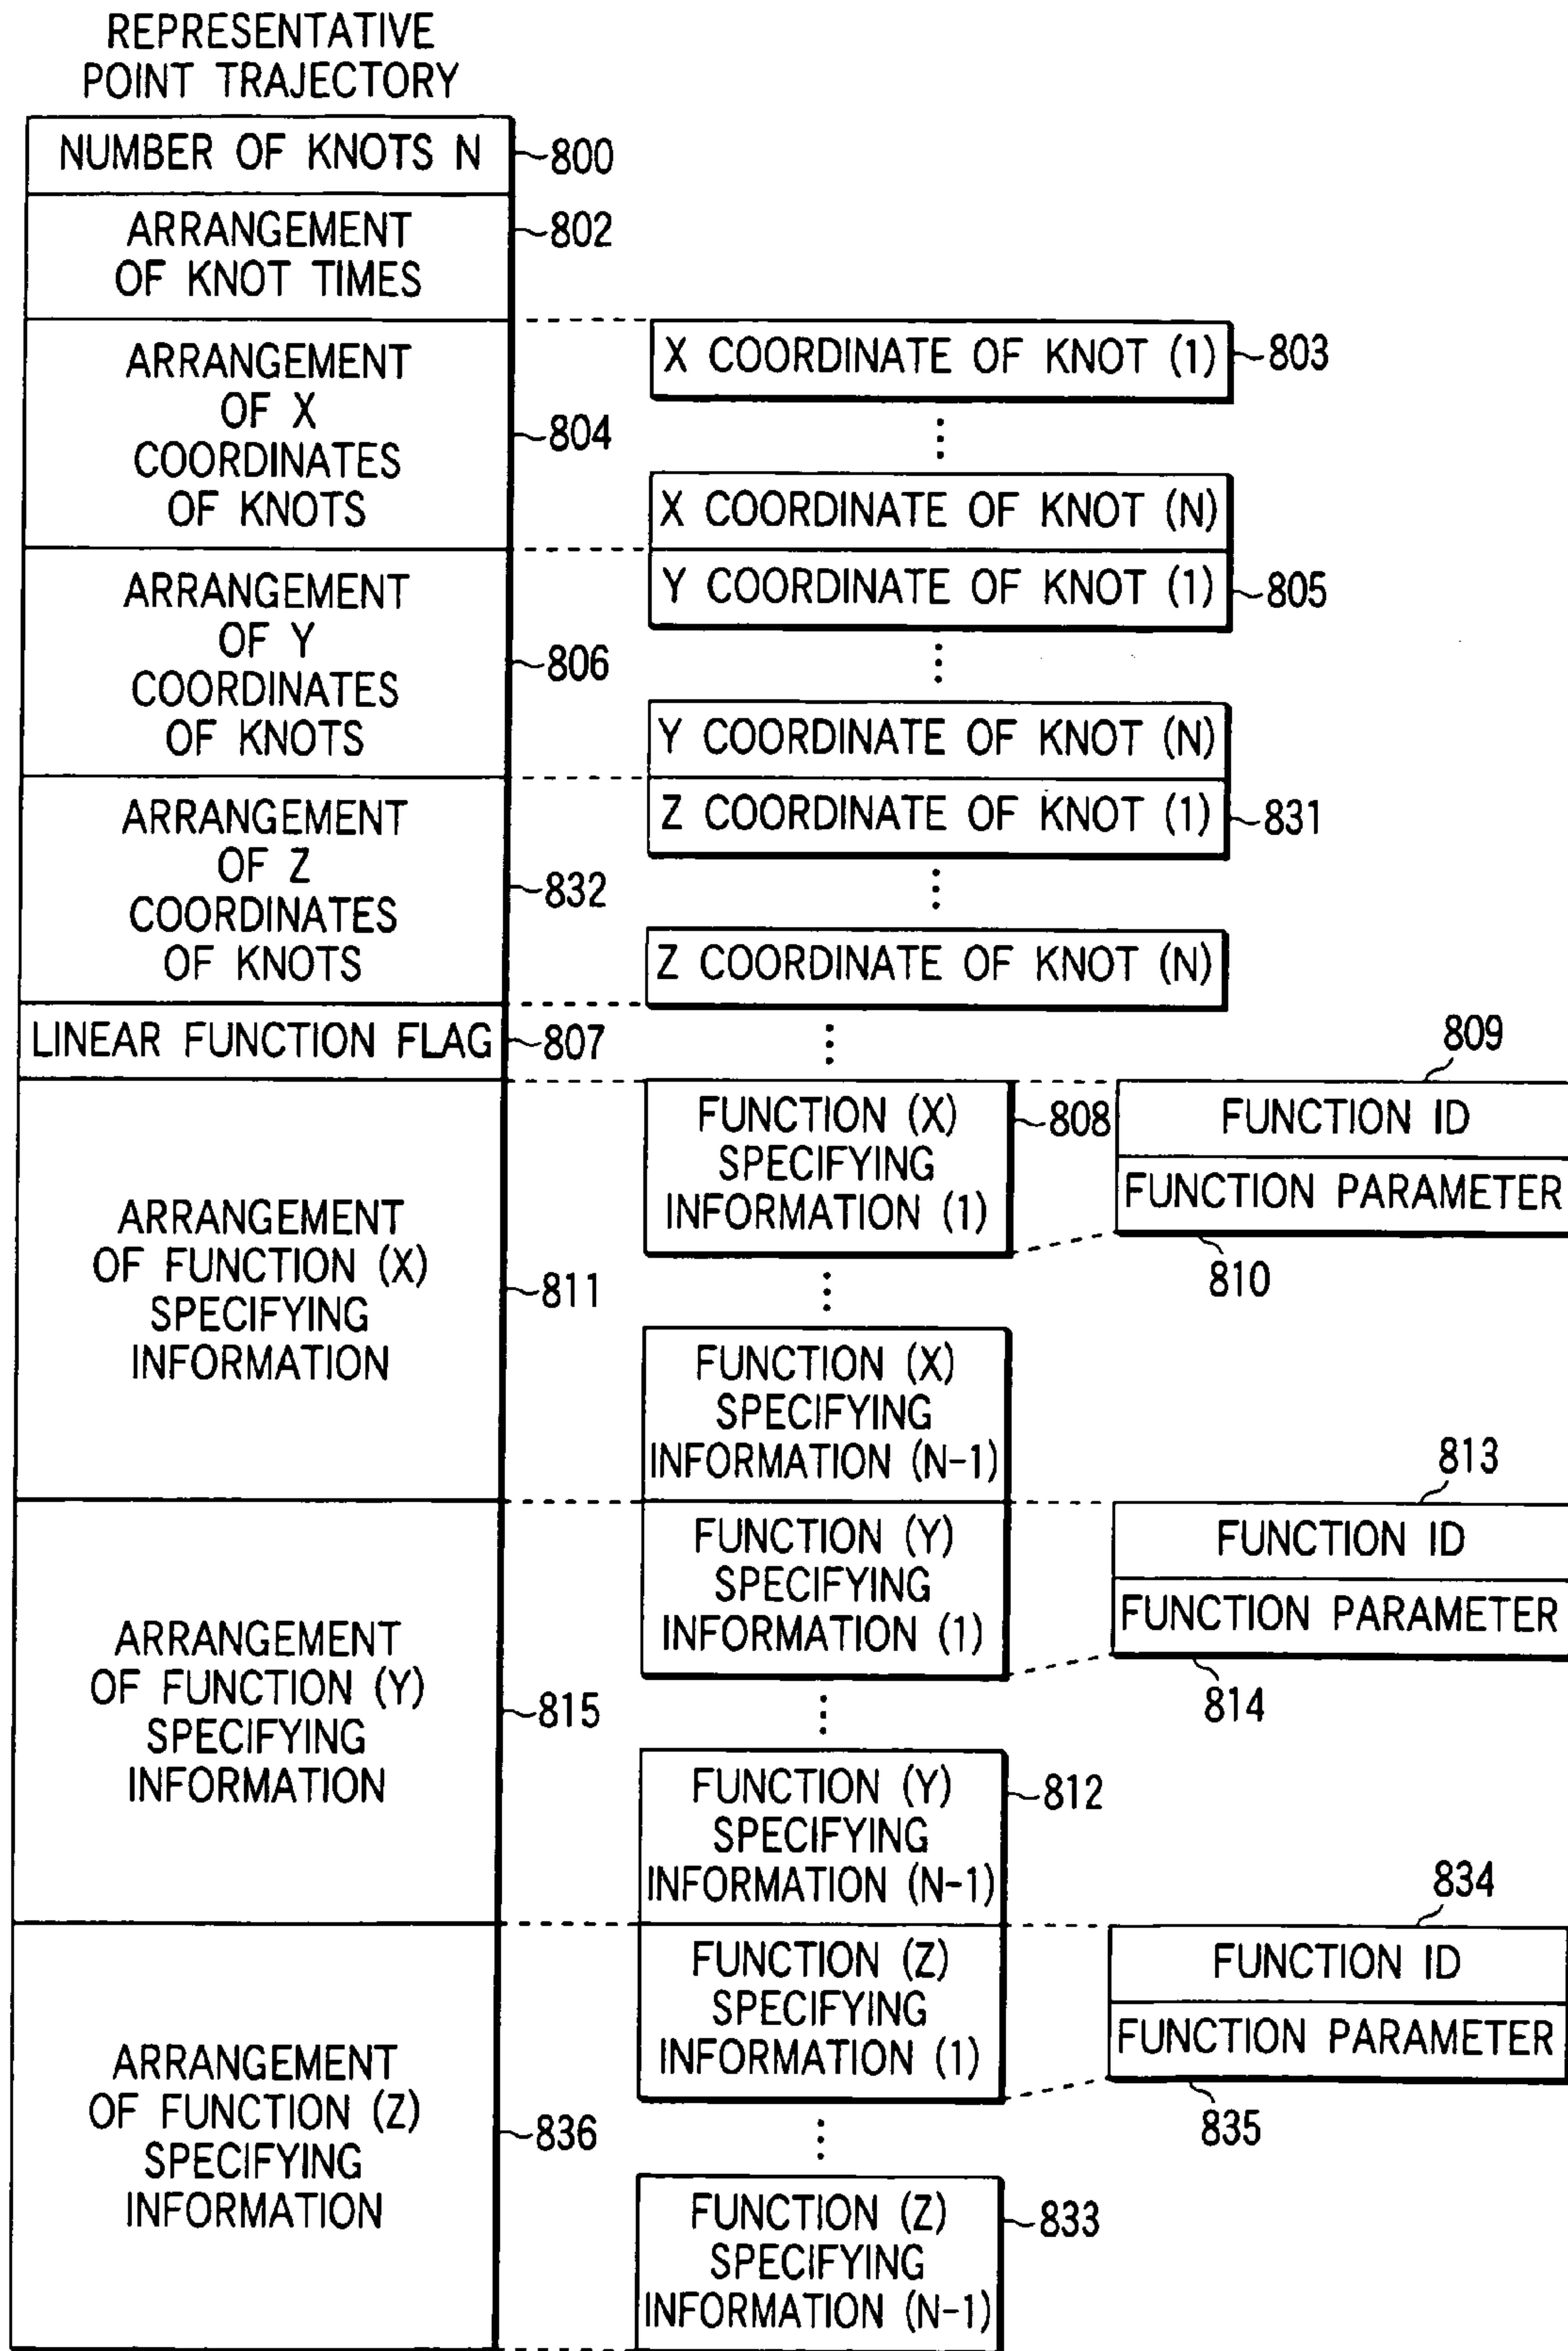 REPRESENTATIVE
POINT TRAJECTORY
NUMBER OF KNOTS N
800
ARRANGEMENT
OF KNOT TIMES
802
ARRANGEMENT
OF X
COORDINATES
OF KNOTS
804
X COORDINATE OF KNOT (1)
803
X COORDINATE OF KNOT (N)
ARRANGEMENT
OF Y
COORDINATES
OF KNOTS
806
Y COORDINATE OF KNOT (1)
805
Y COORDINATE OF KNOT (N)
ARRANGEMENT
OF Z
COORDINATES
OF KNOTS
832
Z COORDINATE OF KNOT (1)
831
Z COORDINATE OF KNOT (N)
LINEAR FUNCTION FLAG
807
ARRANGEMENT
OF FUNCTION (X)
SPECIFYING
INFORMATION
811
FUNCTION (X)
SPECIFYING
INFORMATION (1)
808
809
FUNCTION ID
FUNCTION PARAMETER
810
FUNCTION (X)
SPECIFYING
INFORMATION (N-1)
ARRANGEMENT
OF FUNCTION (Y)
SPECIFYING
INFORMATION
815
FUNCTION (Y)
SPECIFYING
INFORMATION (1)
813
FUNCTION ID
FUNCTION PARAMETER
814
FUNCTION (Y)
SPECIFYING
INFORMATION (N-1)
812
ARRANGEMENT
OF FUNCTION (Z)
SPECIFYING
INFORMATION
836
FUNCTION (Z)
SPECIFYING
INFORMATION (1)
834
FUNCTION ID
FUNCTION PARAMETER
835
FUNCTION (Z)
SPECIFYING
INFORMATION (N-1)
833